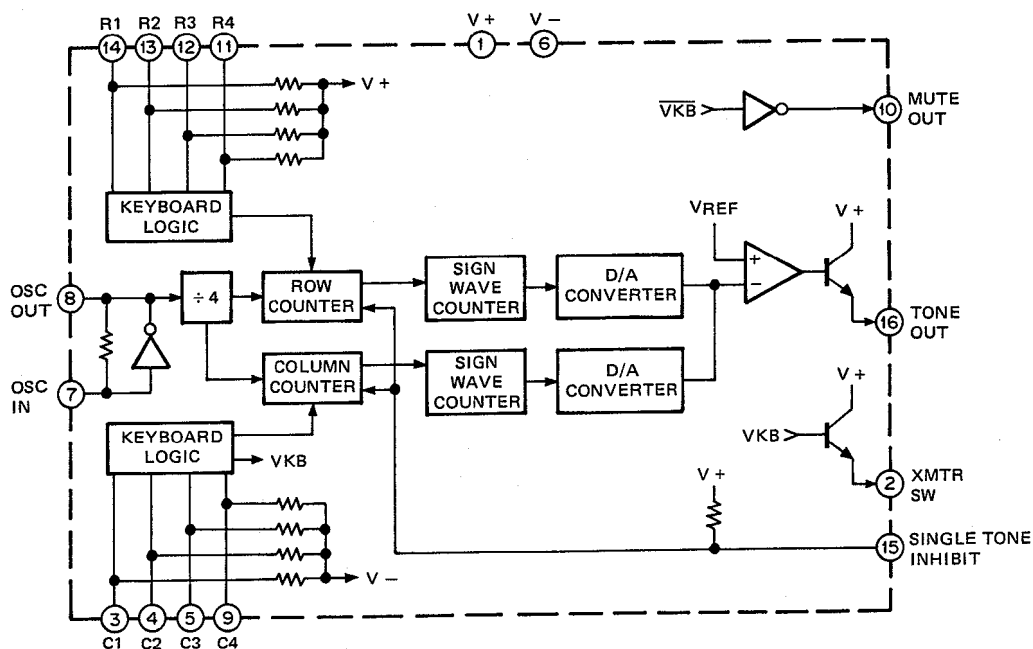 R1 R2 R3 R4
14 13 12 11
V+ V−
1 6
V+
VKB
10 MUTE
OUT
KEYBOARD
LOGIC
VREF
V+
OSC
OUT
8
÷4
ROW
COUNTER
SIGN
WAVE
COUNTER
D/A
CONVERTER
+
−
16 TONE
OUT
OSC
IN
7
COLUMN
COUNTER
SIGN
WAVE
COUNTER
D/A
CONVERTER
V+
KEYBOARD
LOGIC
VKB
VKB
V+
2 XMTR
SW
15 SINGLE TONE
INHIBIT
V−
3 4 5 9
C1 C2 C3 C4